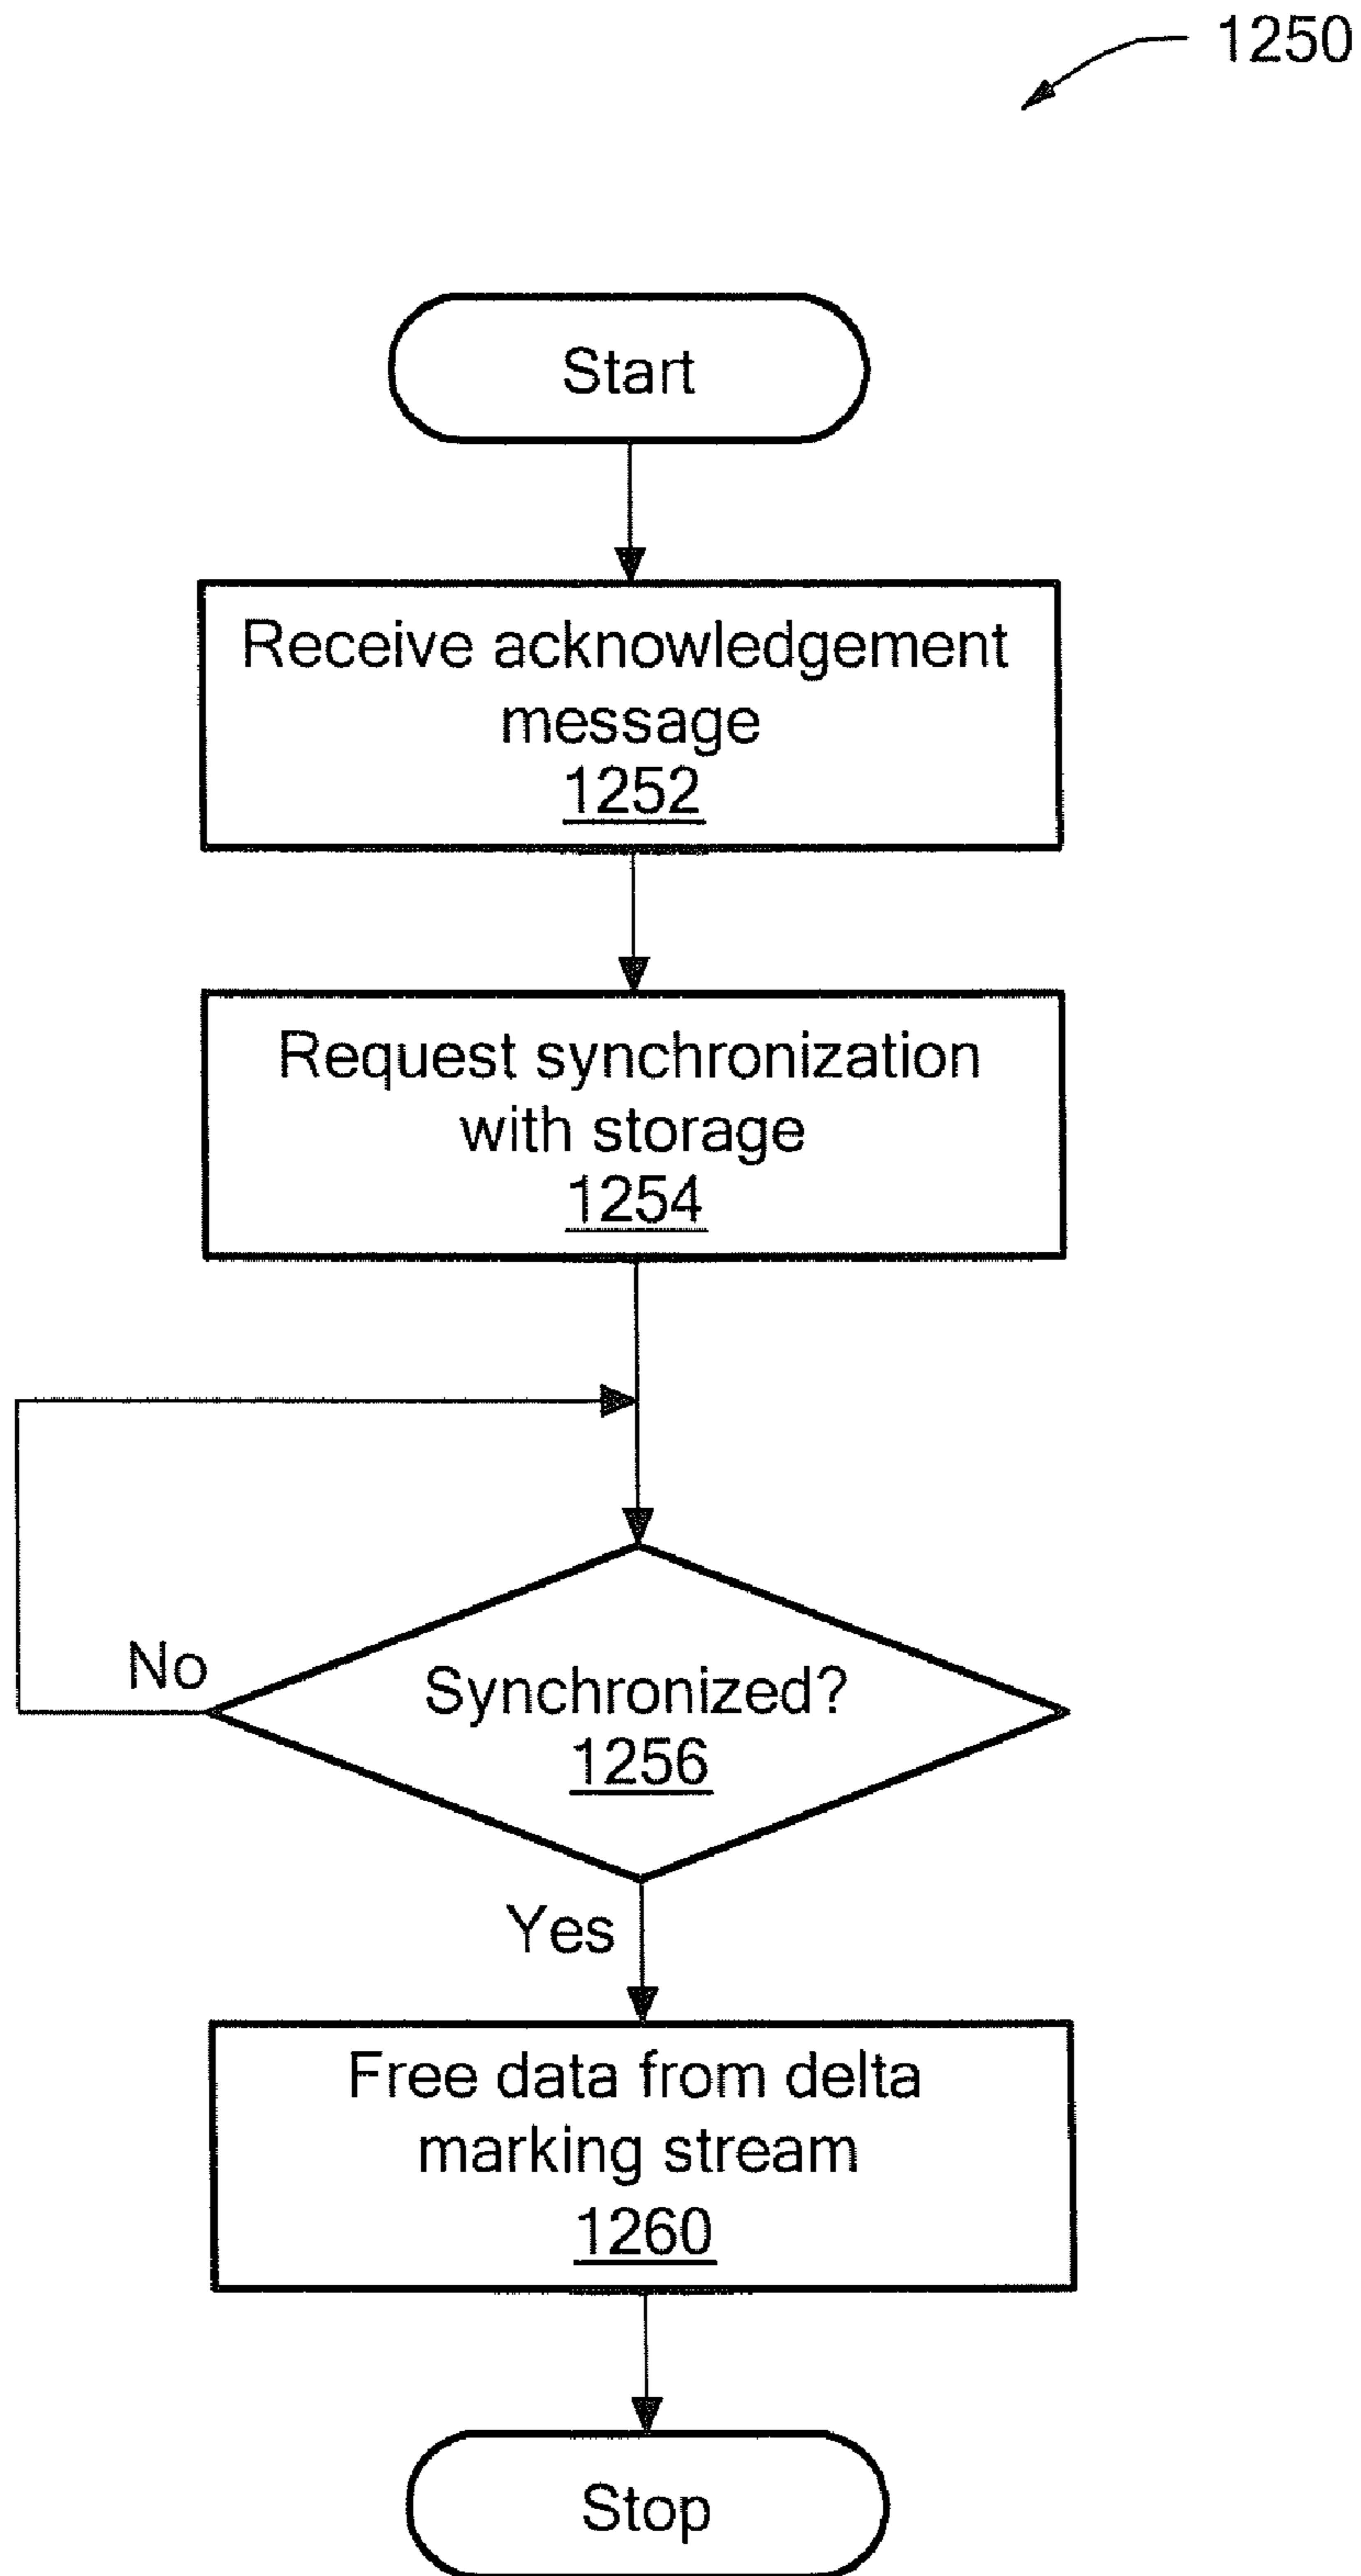 1250
Start
Receive acknowledgement
message
1252
Request synchronization
with storage
1254
No
Synchronized?
1256
Yes
Free data from delta
marking stream
1260
Stop